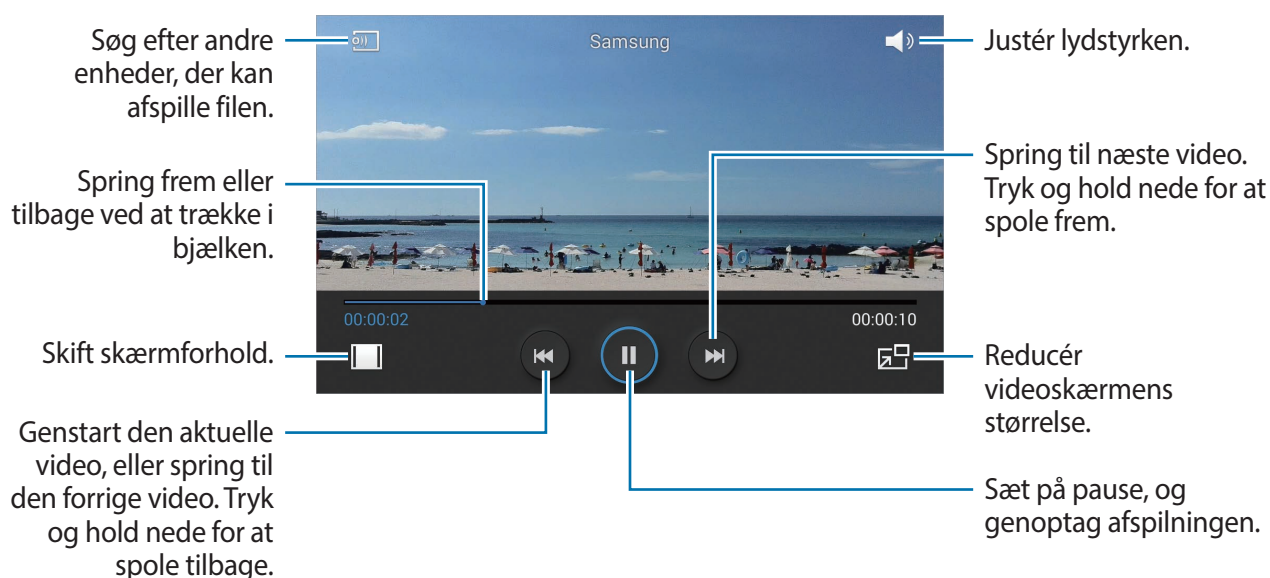 Søg efter andre
enheder, der kan
afspille filen.
Samsung
Justér lydstyrken.
Spring frem eller
tilbage ved at trække i
bjælken.
Spring til næste video.
Tryk og hold nede for at
spole frem.
00:00:02
00:00:10
Skift skærmforhold.
Reducér
videoskærmens
størrelse.
Genstart den aktuelle
video, eller spring til
den forrige video. Tryk
og hold nede for at
spole tilbage.
Sæt på pause, og
genoptag afspilningen.